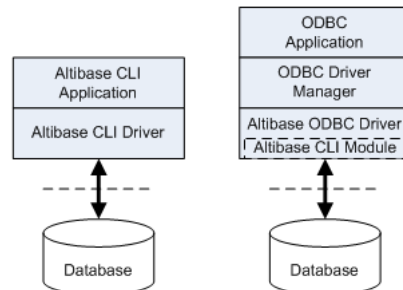 Altibase CLI
Application
Altibase CLI Driver
Database
ODBC
Application
ODBC Driver
Manager
Altibase ODBC Driver
Altibase CLI Module
Database